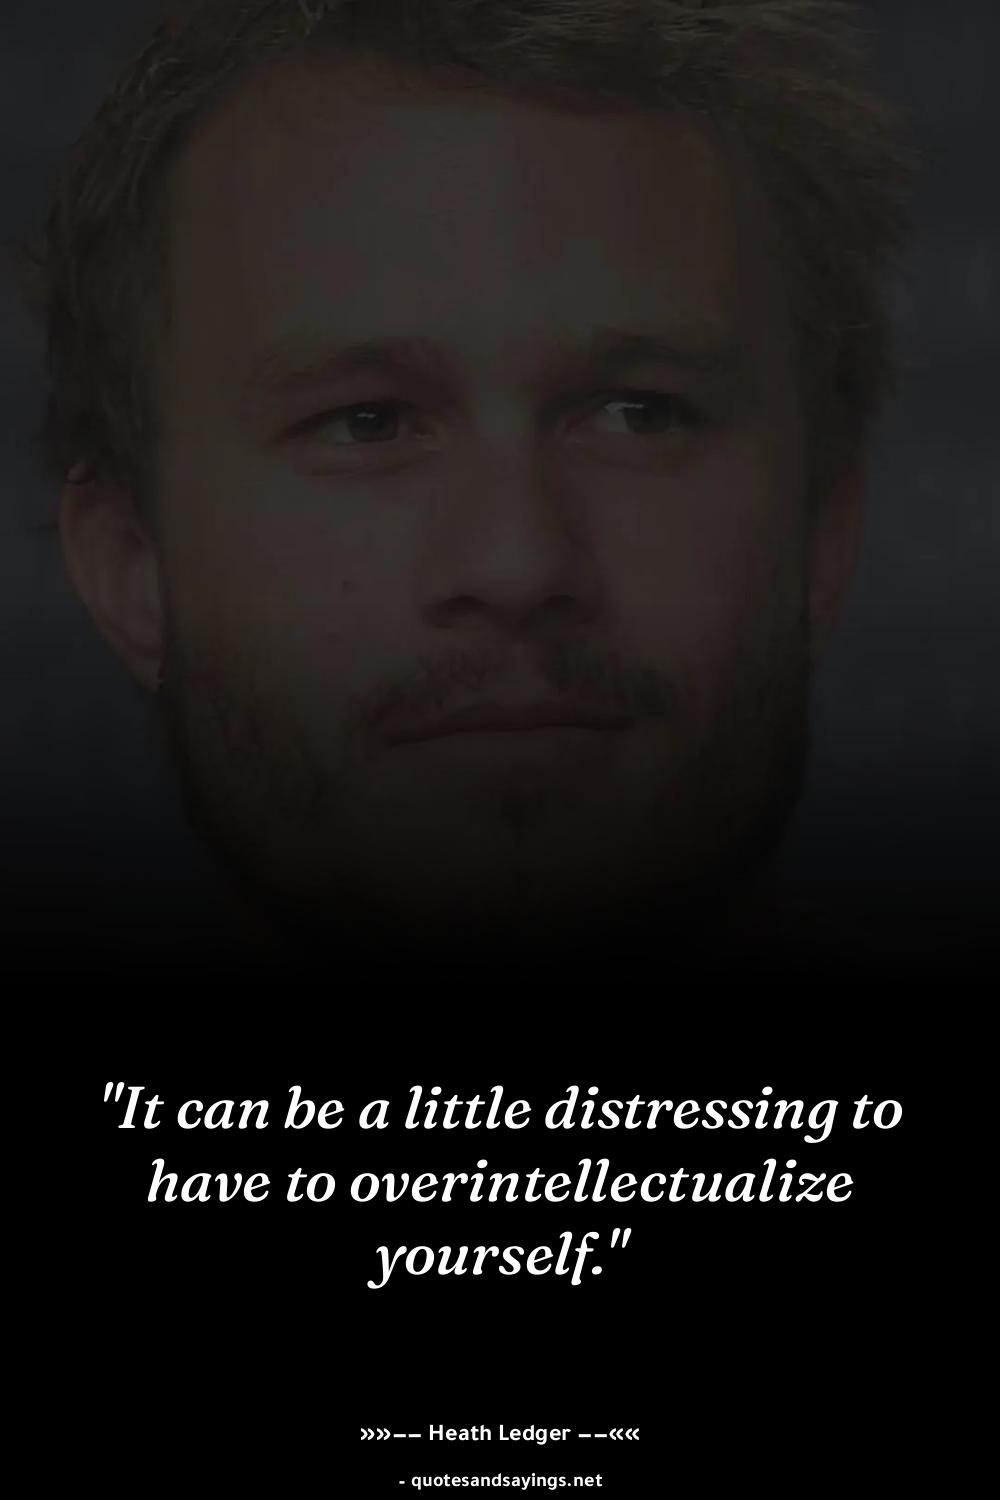 "It can be a little distressing to
have to overintellectualize
yourself."
»»−− Heath Ledger −−««
- quotesandsayings.net